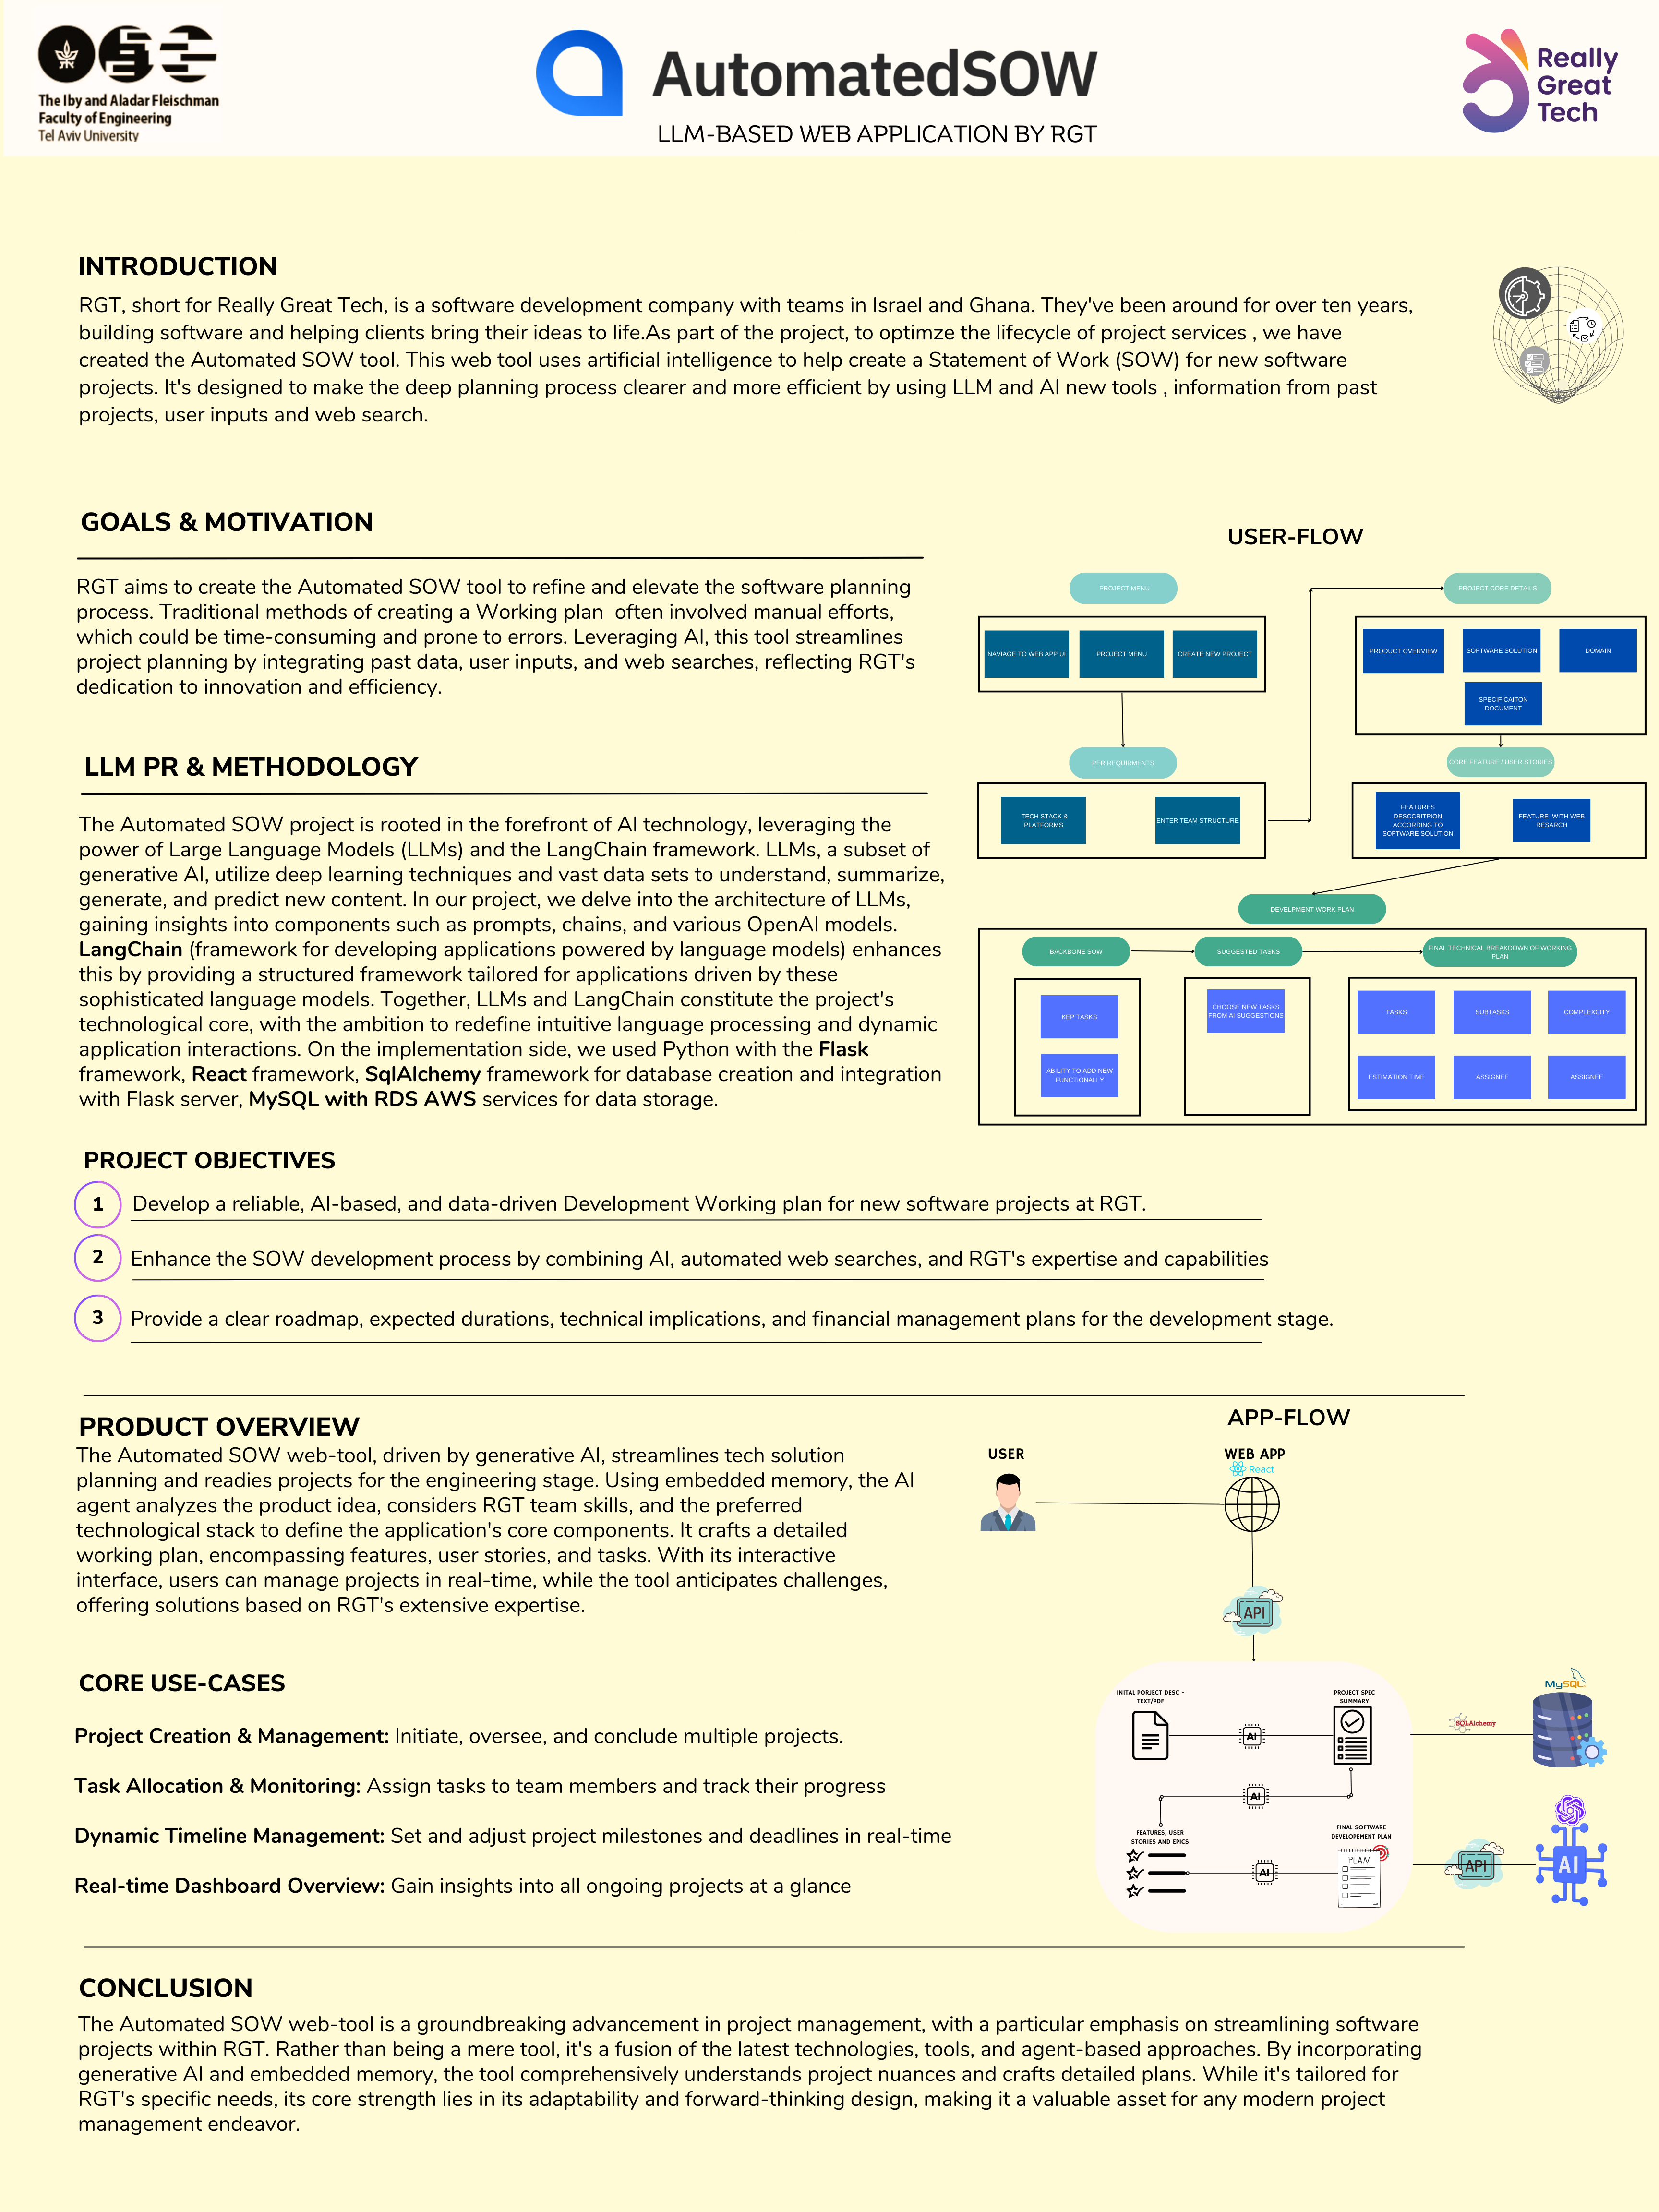 The Iby and Aladar Fleischman
Faculty of Engineering
Tel Aviv University
AutomatedSOW
LLM-BASED WEB APPLICATION BY RGT
Really
Great
Tech
INTRODUCTION
RGT, short for Really Great Tech, is a software development company with teams in Israel and Ghana. They've been around for over ten years,
building software and helping clients bring their ideas to life.As part of the project, to optimze the lifecycle of project services , we have
created the Automated SOW tool. This web tool uses artificial intelligence to help create a Statement of Work (SOW) for new software
projects. It's designed to make the deep planning process clearer and more efficient by using LLM and AI new tools , information from past
projects, user inputs and web search.
GOALS & MOTIVATION
RGT aims to create the Automated SOW tool to refine and elevate the software planning
process. Traditional methods of creating a Working plan  often involved manual efforts,
which could be time-consuming and prone to errors. Leveraging AI, this tool streamlines
project planning by integrating past data, user inputs, and web searches, reflecting RGT's
dedication to innovation and efficiency.
LLM PR & METHODOLOGY
The Automated SOW project is rooted in the forefront of AI technology, leveraging the
power of Large Language Models (LLMs) and the LangChain framework. LLMs, a subset of
generative AI, utilize deep learning techniques and vast data sets to understand, summarize,
generate, and predict new content. In our project, we delve into the architecture of LLMs,
gaining insights into components such as prompts, chains, and various OpenAI models.
LangChain (framework for developing applications powered by language models) enhances
this by providing a structured framework tailored for applications driven by these
sophisticated language models. Together, LLMs and LangChain constitute the project's
technological core, with the ambition to redefine intuitive language processing and dynamic
application interactions. On the implementation side, we used Python with the Flask
framework, React framework, SqlAlchemy framework for database creation and integration
with Flask server, MySQL with RDS AWS services for data storage.
USER-FLOW
PROJECT MENU
NAVIAGE TO WEB APP UI
PROJECT MENU
CREATE NEW PROJECT
PER REQUIRMENTS
TECH STACK &
PLATFORMS
ENTER TEAM STRUCTURE
PROJECT CORE DETAILS
PRODUCT OVERVIEW
SOFTWARE SOLUTION
DOMAIN
SPECIFICAITON
DOCUMENT
CORE FEATURE / USER STORIES
FEATURES
DESCCRITPION
ACCORDING TO
SOFTWARE SOLUTION
FEATURE  WITH WEB
RESARCH
DEVELPMENT WORK PLAN
BACKBONE SOW
SUGGESTED TASKS
FINAL TECHNICAL BREAKDOWN OF WORKING
PLAN
KEP TASKS
ABILITY TO ADD NEW
FUNCTIONALLY
CHOOSE NEW TASKS
FROM AI SUGGESTIONS
TASKS
SUBTASKS
COMPLEXCITY
ESTIMATION TIME
ASSIGNEE
ASSIGNEE
PROJECT OBJECTIVES
1 Develop a reliable, AI-based, and data-driven Development Working plan for new software projects at RGT.
2 Enhance the SOW development process by combining AI, automated web searches, and RGT's expertise and capabilities
3 Provide a clear roadmap, expected durations, technical implications, and financial management plans for the development stage.
PRODUCT OVERVIEW
The Automated SOW web-tool, driven by generative AI, streamlines tech solution
planning and readies projects for the engineering stage. Using embedded memory, the AI
agent analyzes the product idea, considers RGT team skills, and the preferred
technological stack to define the application's core components. It crafts a detailed
working plan, encompassing features, user stories, and tasks. With its interactive
interface, users can manage projects in real-time, while the tool anticipates challenges,
offering solutions based on RGT's extensive expertise.
CORE USE-CASES
Project Creation & Management: Initiate, oversee, and conclude multiple projects.
Task Allocation & Monitoring: Assign tasks to team members and track their progress
Dynamic Timeline Management: Set and adjust project milestones and deadlines in real-time
Real-time Dashboard Overview: Gain insights into all ongoing projects at a glance
APP-FLOW
USER
WEB APP
React
API
INITAL PORJECT DESC -
TEXT/PDF
AI
PROJECT SPEC
SUMMARY
SQLAlchemy
MySQL
AI
FEATURES, USER
STORIES AND EPICS
AI
FINAL SOFTWARE
DEVELOPEMENT PLAN
PLAN
API
AI
CONCLUSION
The Automated SOW web-tool is a groundbreaking advancement in project management, with a particular emphasis on streamlining software
projects within RGT. Rather than being a mere tool, it's a fusion of the latest technologies, tools, and agent-based approaches. By incorporating
generative AI and embedded memory, the tool comprehensively understands project nuances and crafts detailed plans. While it's tailored for
RGT's specific needs, its core strength lies in its adaptability and forward-thinking design, making it a valuable asset for any modern project
management endeavor.